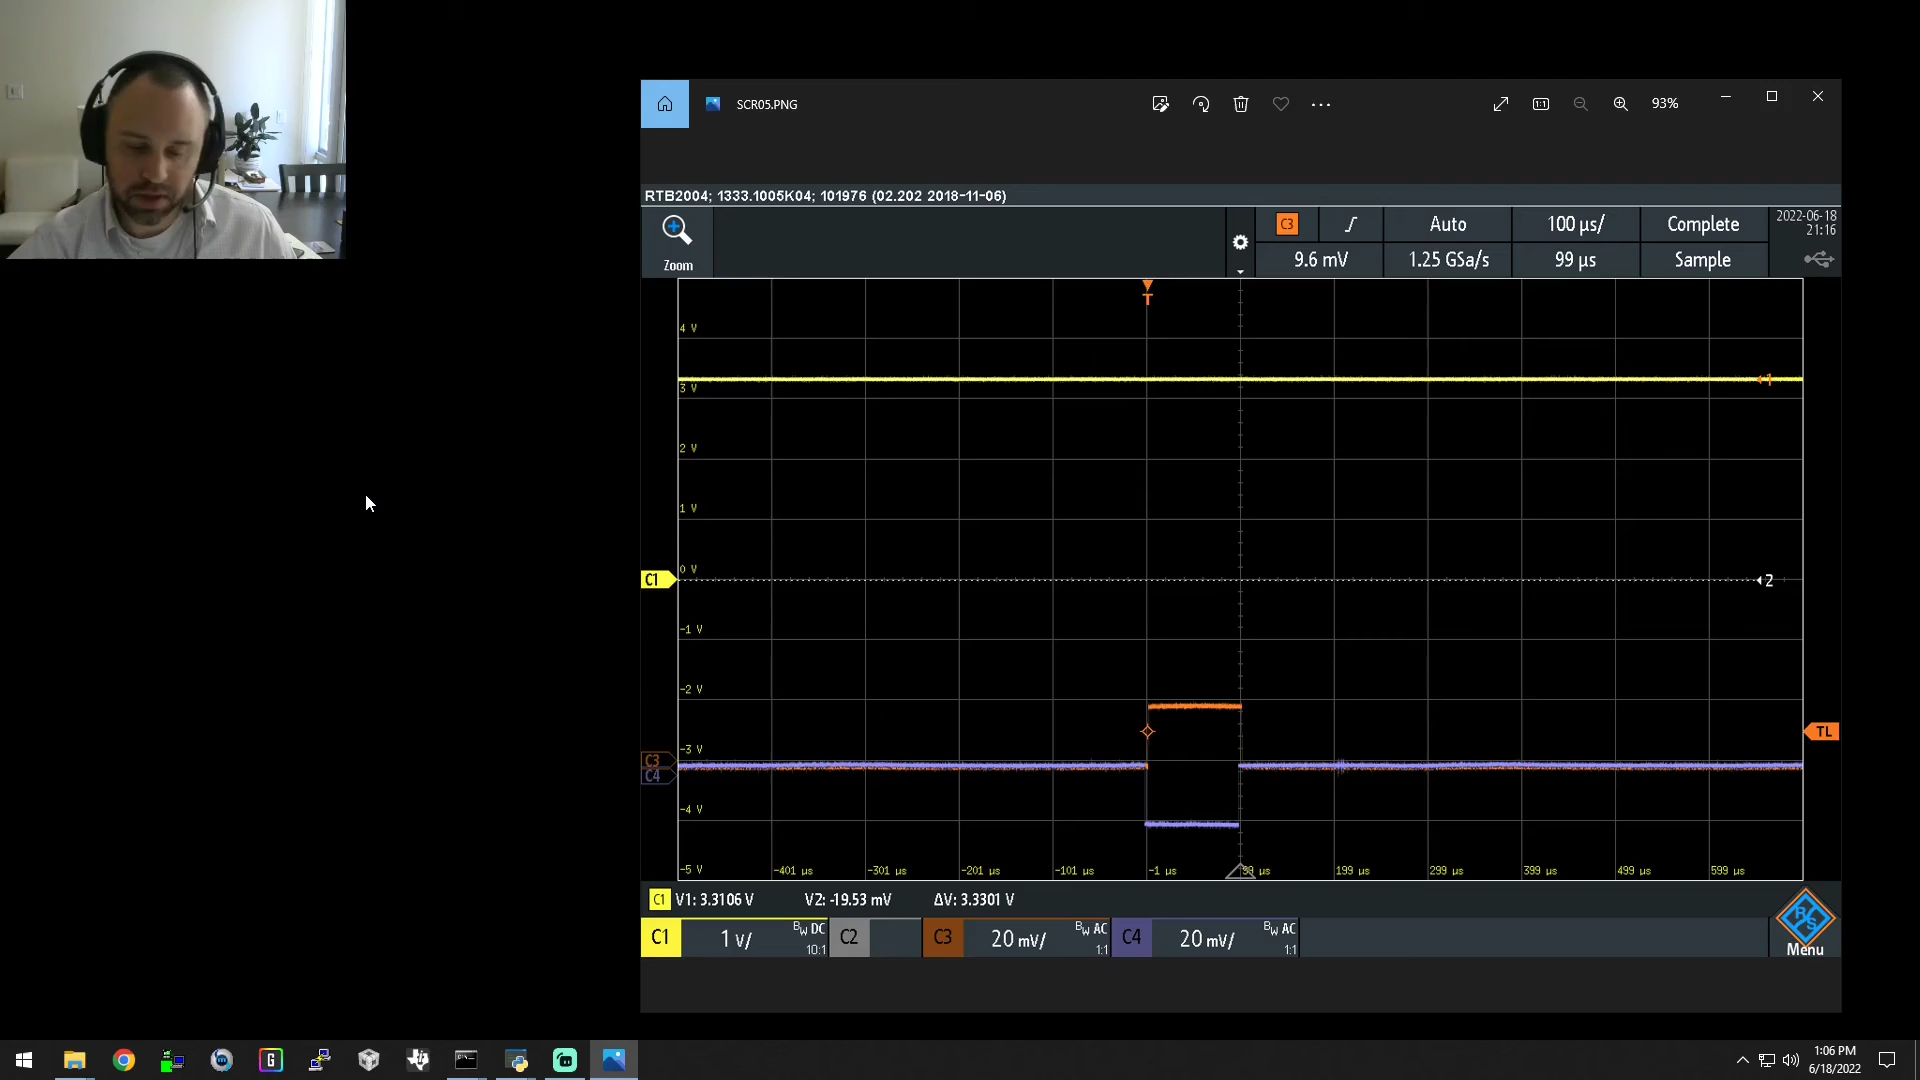 SCR05.PNG
93%
RTB2004; 1333.1005K04; 101976 (02.202 2018-11-06)
Zoom
C3
Auto
100 µs/
Complete
2022-06-18
21:16
9.6 mV
1.25 GSa/s
99 µs
Sample
T
4 V
3 V
1
2 V
1 V
C1
0 V
2
-1 V
-2 V
TL
-3 V
C3
C4
-4 V
-5 V
-401 µs
-301 µs
-201 µs
-101 µs
-1 µs
99 µs
199 µs
299 µs
399 µs
499 µs
599 µs
C1 V1: 3.3106 V V2: -19.53 mV ΔV: 3.3301 V
C1 1 V/ BW DC 10:1
C2
C3 20 mV/ BW AC 1:1
C4 20 mV/ BW AC 1:1
R S
Menu
1:06 PM
6/18/2022